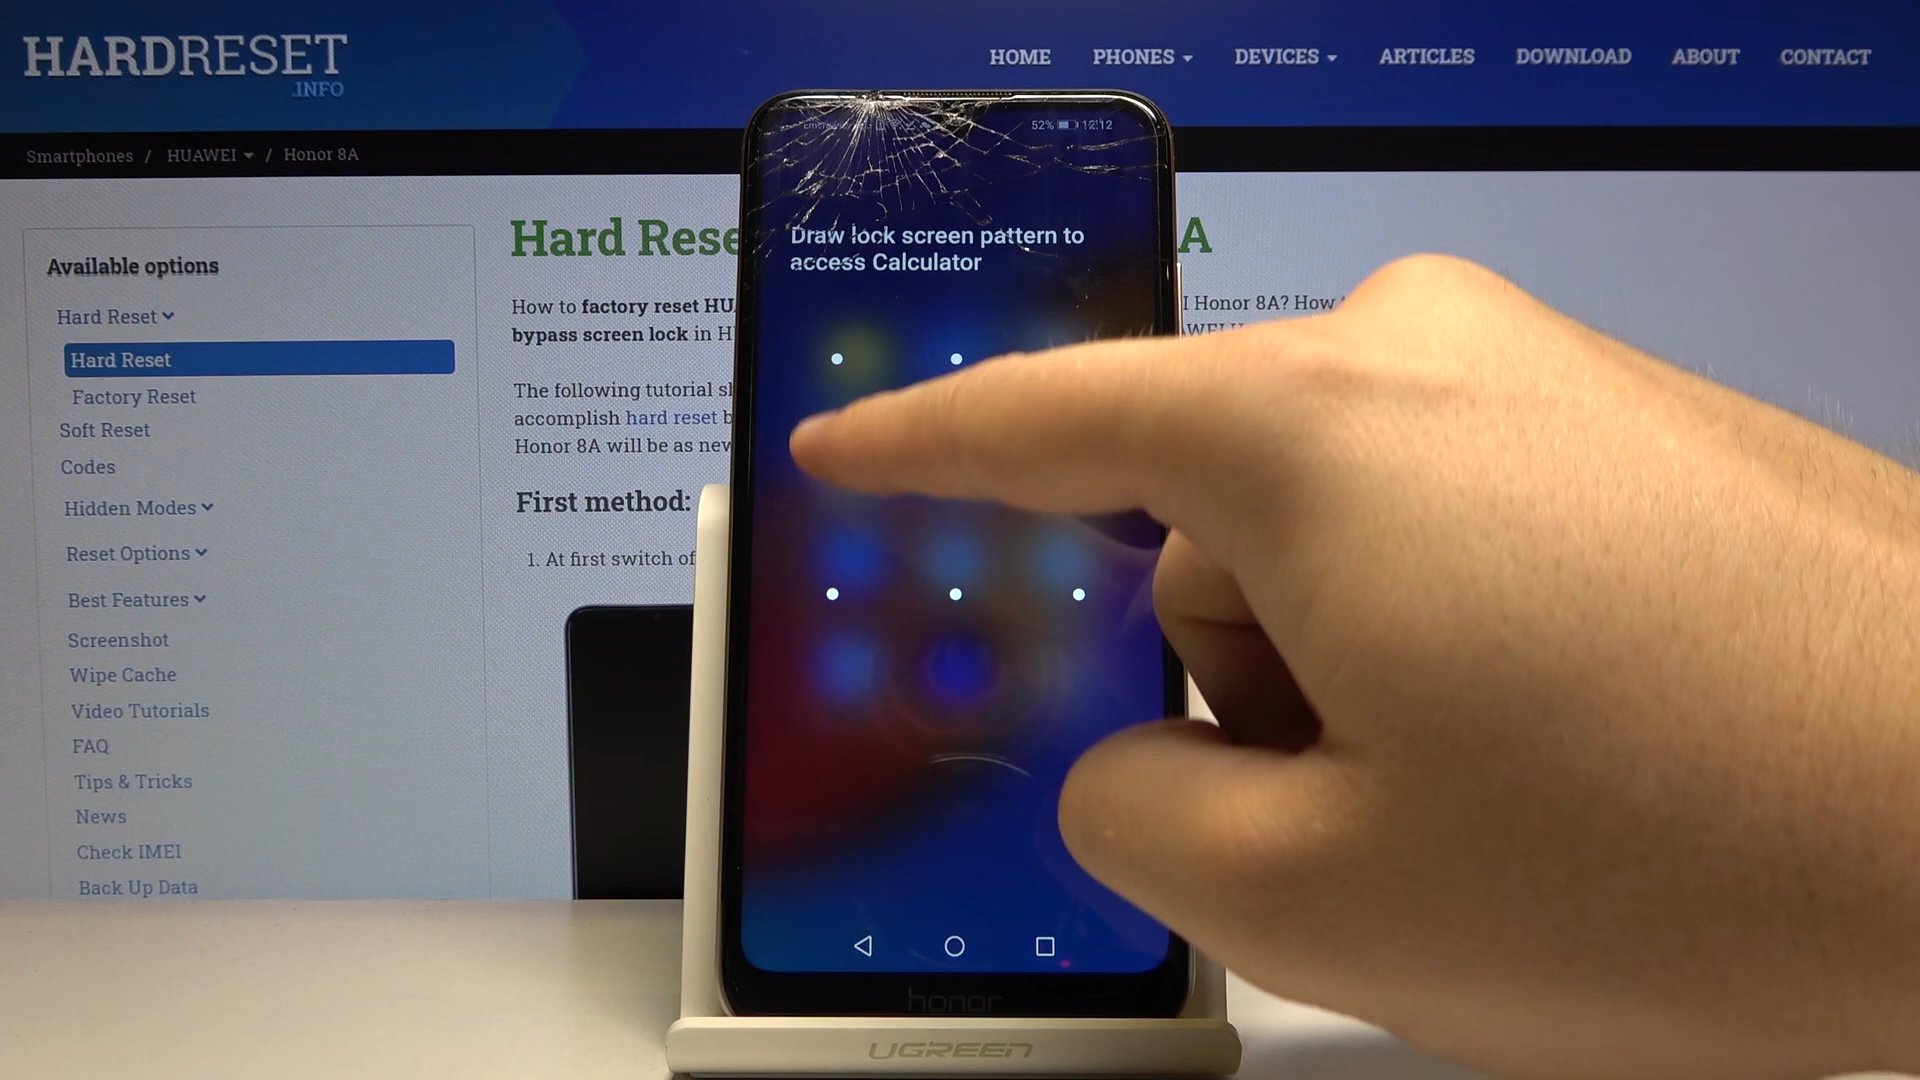 HARDRESET
.INFO
HOME PHONES DEVICES ARTICLES DOWNLOAD ABOUT CONTACT
Smartphones / HUAWEI / Honor 8A
Available options
Hard Reset
Hard Reset
Factory Reset
Soft Reset
Codes
Hidden Modes
Reset Options
Best Features
Screenshot
Wipe Cache
Video Tutorials
FAQ
Tips & Tricks
News
Check IMEI
Back Up Data
Hard Rese A
How to factory reset HU I Honor 8A? How
bypass screen lock in H
The following tutorial sh
accomplish hard reset b
Honor 8A will be as new
First method:
1. At first switch of
52% 12:12
Draw lock screen pattern to
access Calculator
honor
UGREEN